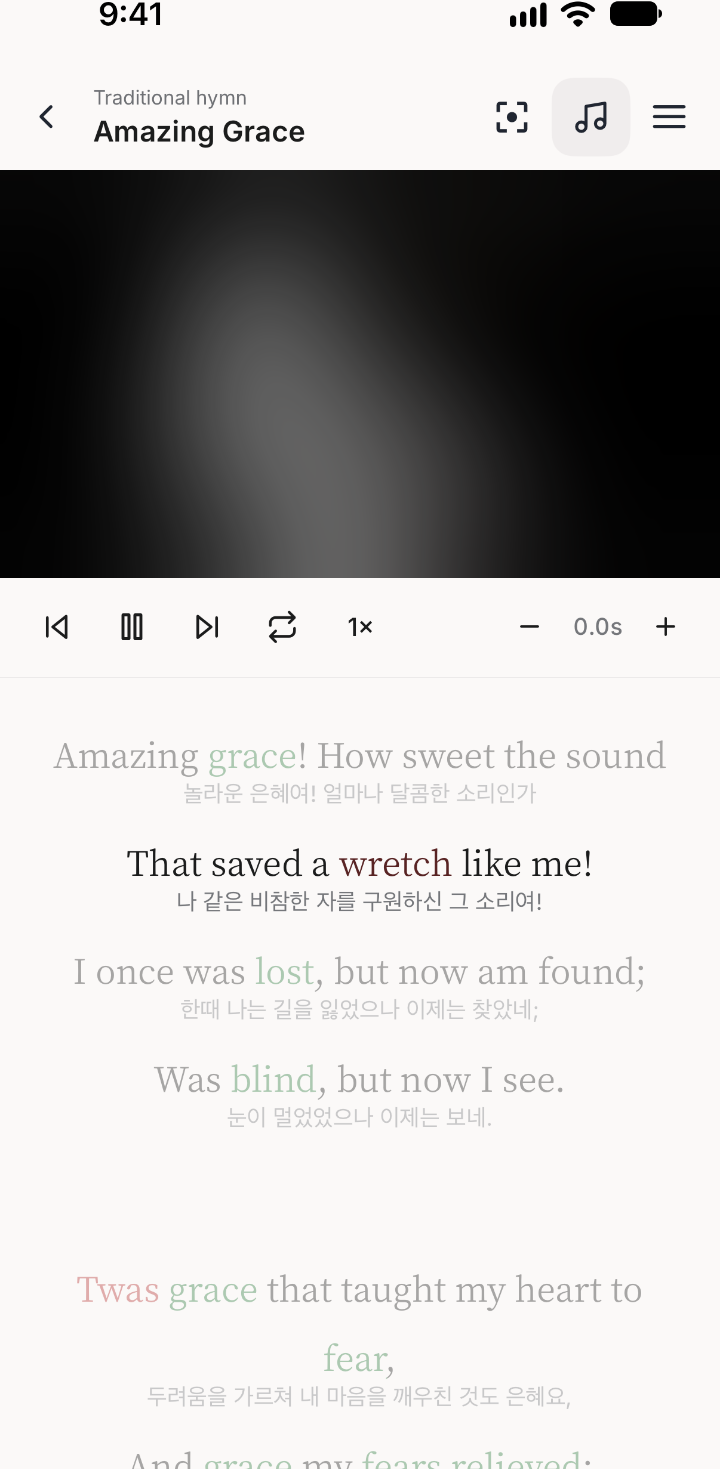 9:41
Traditional hymn
Amazing Grace
1×
0.0s
Amazing grace! How sweet the sound
놀라운 은혜여! 얼마나 달콤한 소리인가
That saved a wretch like me!
나 같은 비참한 자를 구원하신 그 소리여!
I once was lost, but now am found;
한때 나는 길을 잃었으나 이제는 찾았네;
Was blind, but now I see.
눈이 멀었었으나 이제는 보네.
Twas grace that taught my heart to
fear,
두려움을 가르쳐 내 마음을 깨우친 것도 은혜요,
And grace my fears relieved;